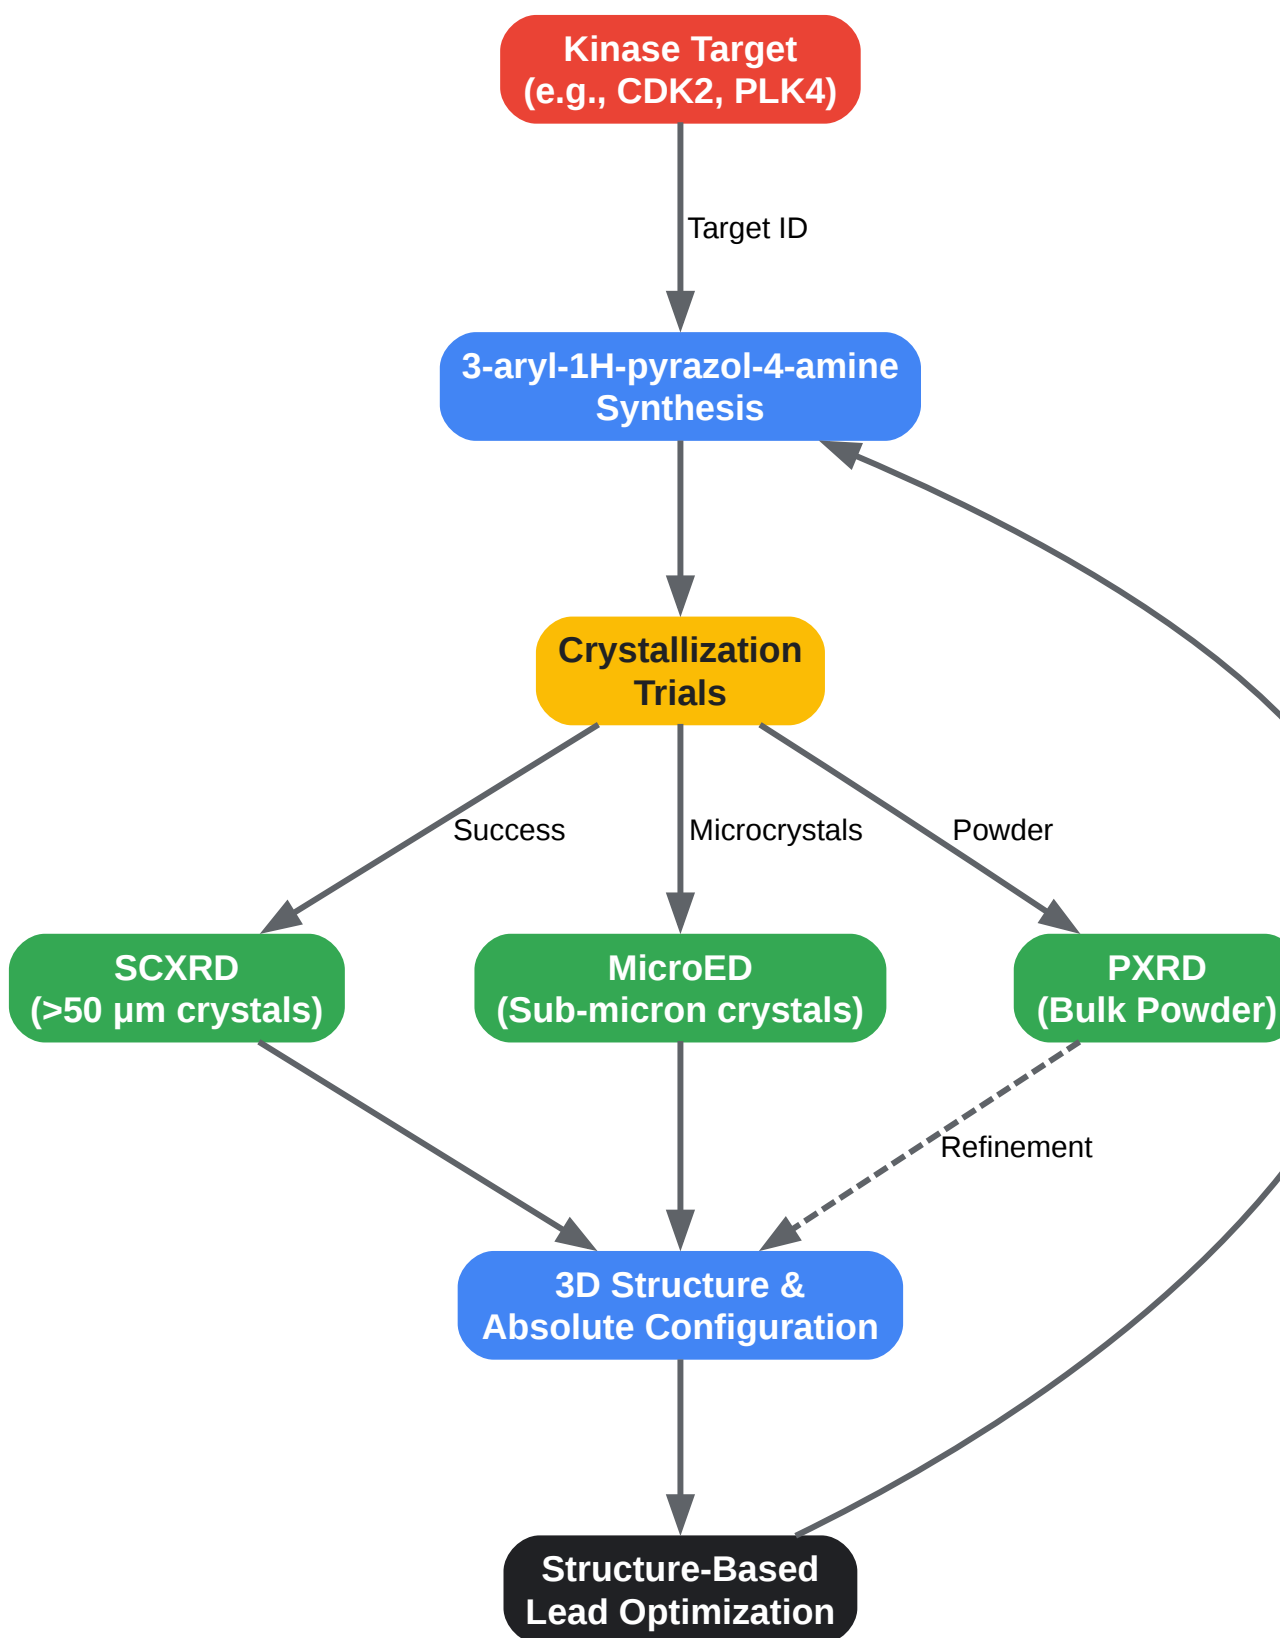 Kinase Target
(e.g., CDK2, PLK4)
Target ID
3-aryl-1H-pyrazol-4-amine
Synthesis
Crystallization
Trials
Success
Microcrystals
Powder
SCXRD
(>50 μm crystals)
MicroED
(Sub-micron crystals)
PXRD
(Bulk Powder)
Refinement
3D Structure &
Absolute Configuration
Structure-Based
Lead Optimization